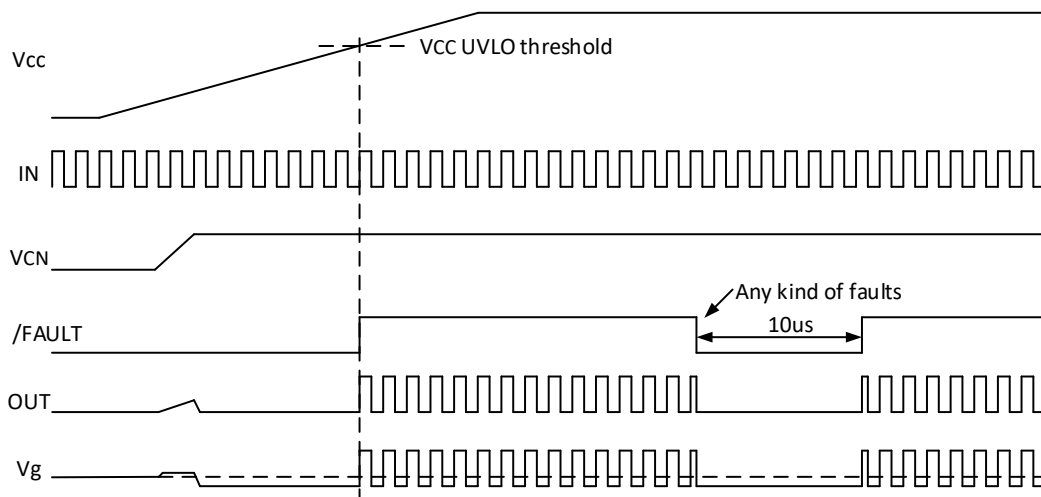 VCC UVLO threshold
Vcc
IN
VCN
Any kind of faults
/FAULT
10us
OUT
Vg